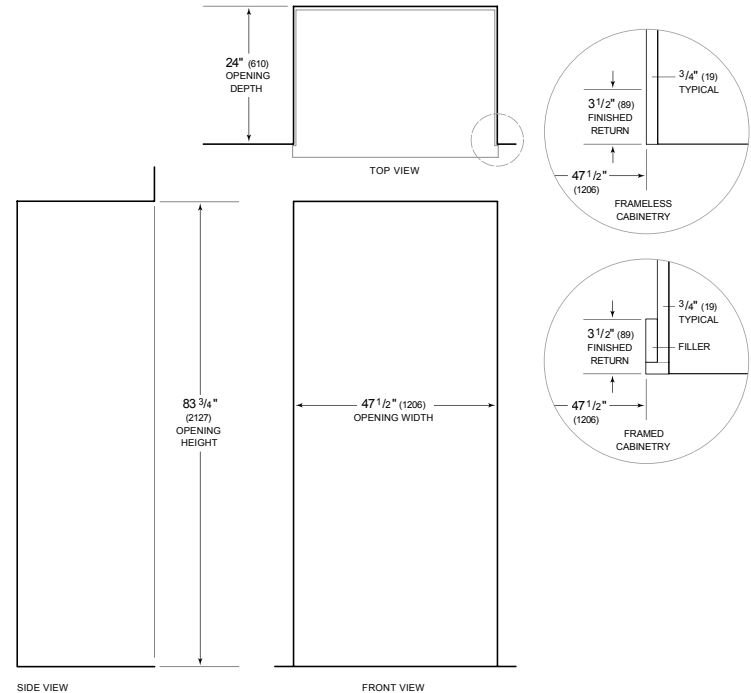 24" (610)
OPENING
DEPTH
TOP VIEW
3/4" (19)
TYPICAL
3 1/2" (89)
FINISHED
RETURN
47 1/2"
(1206)
FRAMELESS
CABINETRY
3/4" (19)
TYPICAL
3 1/2" (89)
FINISHED
RETURN
FILLER
47 1/2"
(1206)
FRAMED
CABINETRY
83 3/4"
(2127)
OPENING
HEIGHT
47 1/2" (1206)
OPENING WIDTH
SIDE VIEW
FRONT VIEW